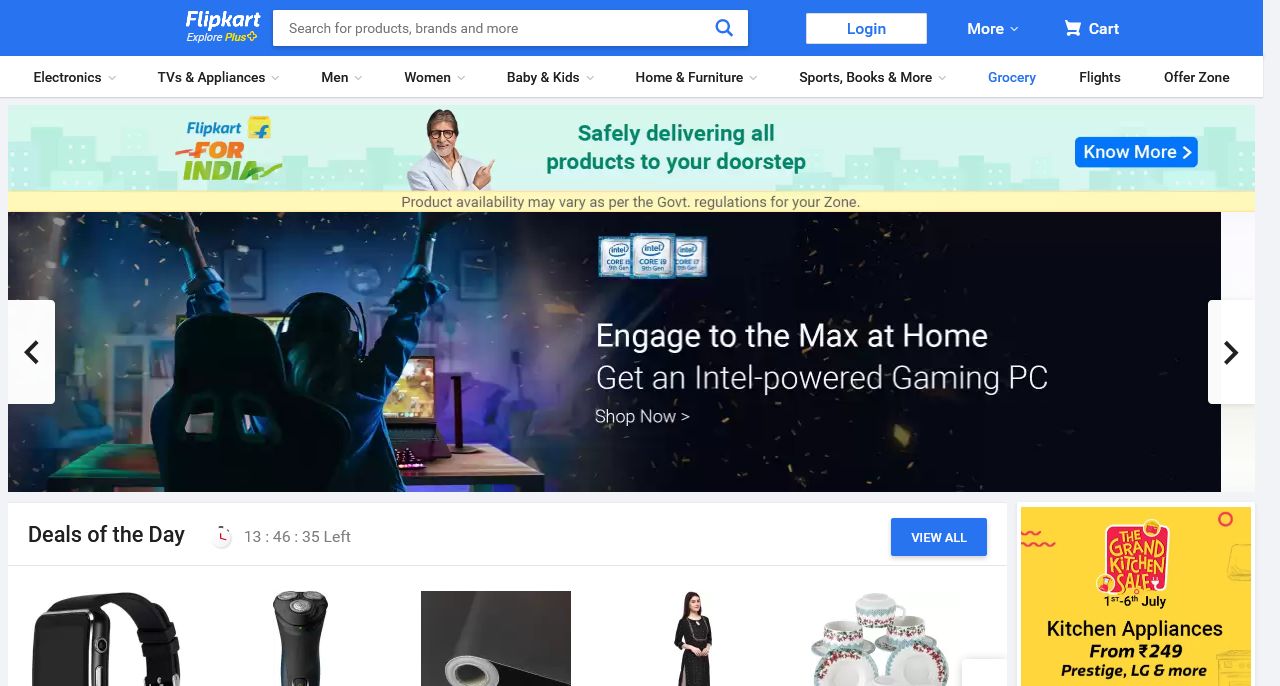 Flipkart
Explore Plus
Search for products, brands and more
Login
More
Cart
Electronics
TVs & Appliances
Men
Women
Baby & Kids
Home & Furniture
Sports, Books & More
Grocery
Flights
Offer Zone
Flipkart
FOR
INDIA
Safely delivering all
products to your doorstep
Know More
Product availability may vary as per the Govt. regulations for your Zone.
intel CORE i5 9th Gen
intel CORE i9 9th Gen
intel CORE i7 9th Gen
Engage to the Max at Home
Get an Intel-powered Gaming PC
Shop Now >
Deals of the Day
13 : 46 : 35 Left
VIEW ALL
THE
GRAND
KITCHEN
SALE
1ST-6th July
Kitchen Appliances
From ₹249
Prestige, LG & more